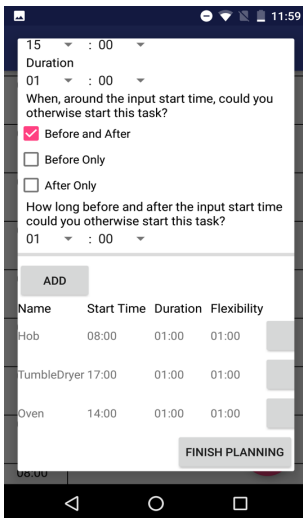 11:59
15 : 00
Duration
01 : 00
When, around the input start time, could you
otherwise start this task?
Before and After
Before Only
After Only
How long before and after the input start time
could you otherwise start this task?
01 : 00
ADD
Name Start Time Duration Flexibility
Hob 08:00 01:00 01:00
TumbleDryer 17:00 01:00 01:00
Oven 14:00 01:00 01:00
FINISH PLANNING
08:00